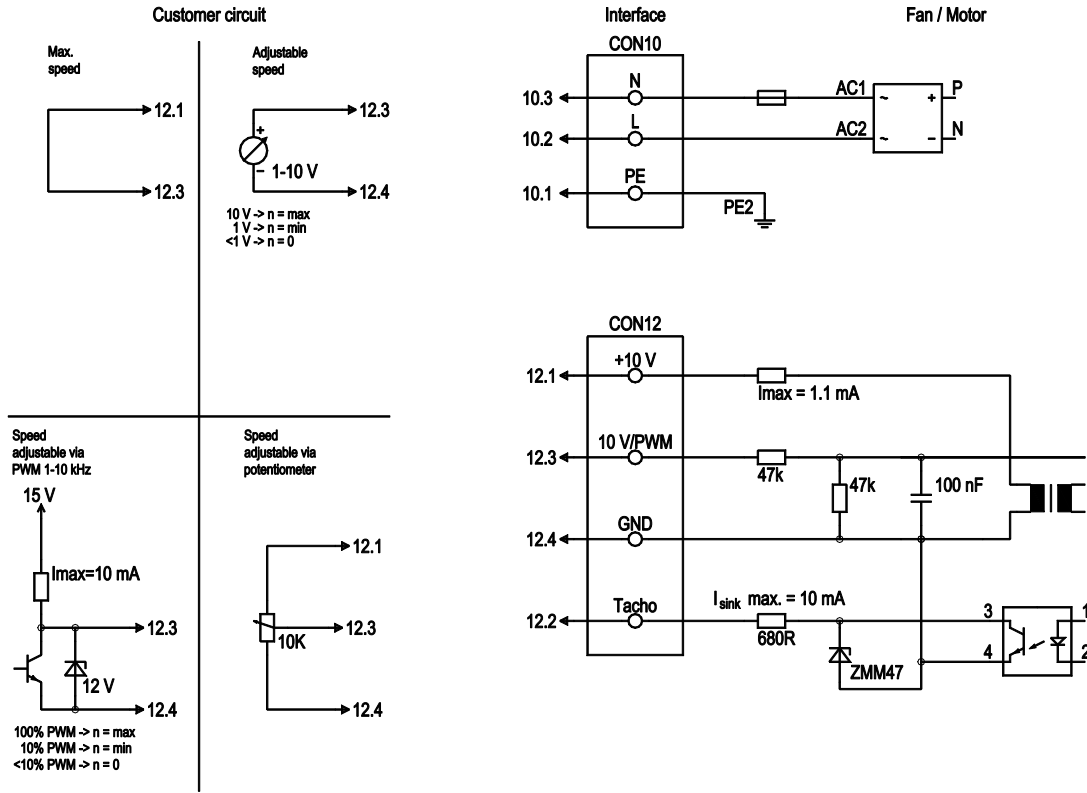 Customer circuit
Interface
Fan / Motor
Max.
speed
12.1
12.3
Adjustable
speed
12.3
+
– 1-10 V
12.4
10 V -> n = max
1 V -> n = min
<1 V -> n = 0
CON10
10.3
N
AC1
~
+
P
10.2
L
AC2
~
–
N
10.1
PE
PE2
Speed
adjustable via
PWM 1-10 kHz
15 V
Imax=10 mA
12.3
12 V
12.4
100% PWM -> n = max
10% PWM -> n = min
<10% PWM -> n = 0
Speed
adjustable via
potentiometer
12.1
12.3
10K
12.4
CON12
+10 V
12.1
Imax = 1.1 mA
10 V/PWM
12.3
47k
47k
100 nF
GND
12.4
Tacho
12.2
Isink max. = 10 mA
680R
ZMM47
3
4
1
2